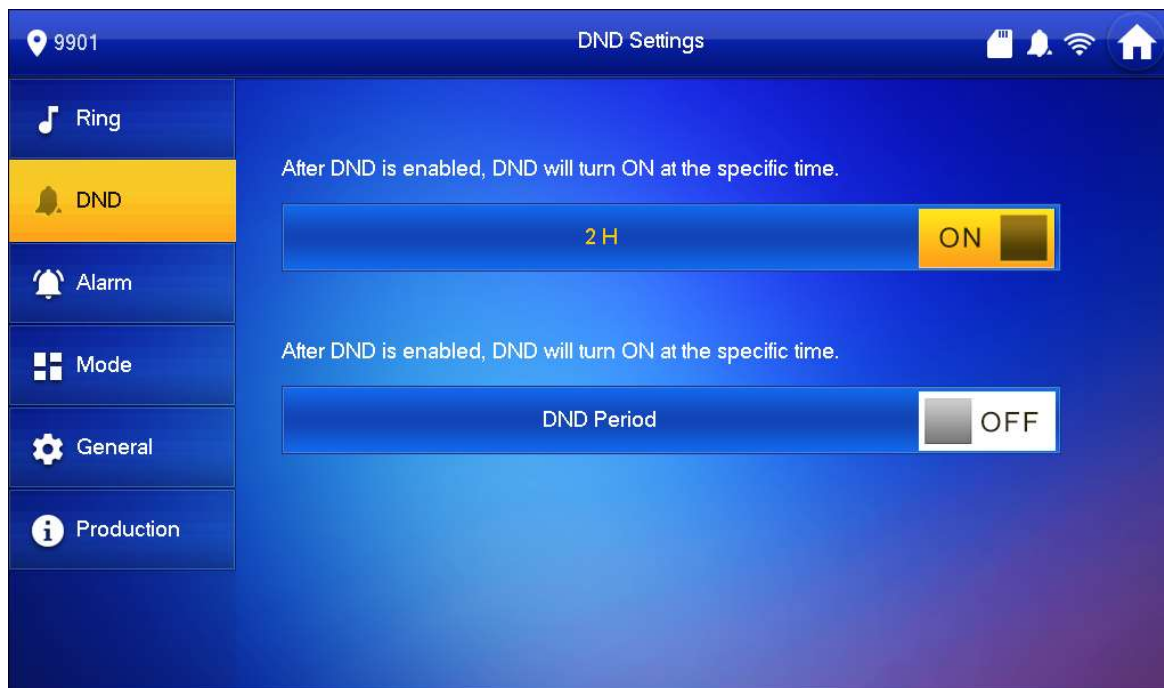 9901
DND Settings
Ring
DND
Alarm
Mode
General
Production
After DND is enabled, DND will turn ON at the specific time.
2 H
ON
After DND is enabled, DND will turn ON at the specific time.
DND Period
OFF